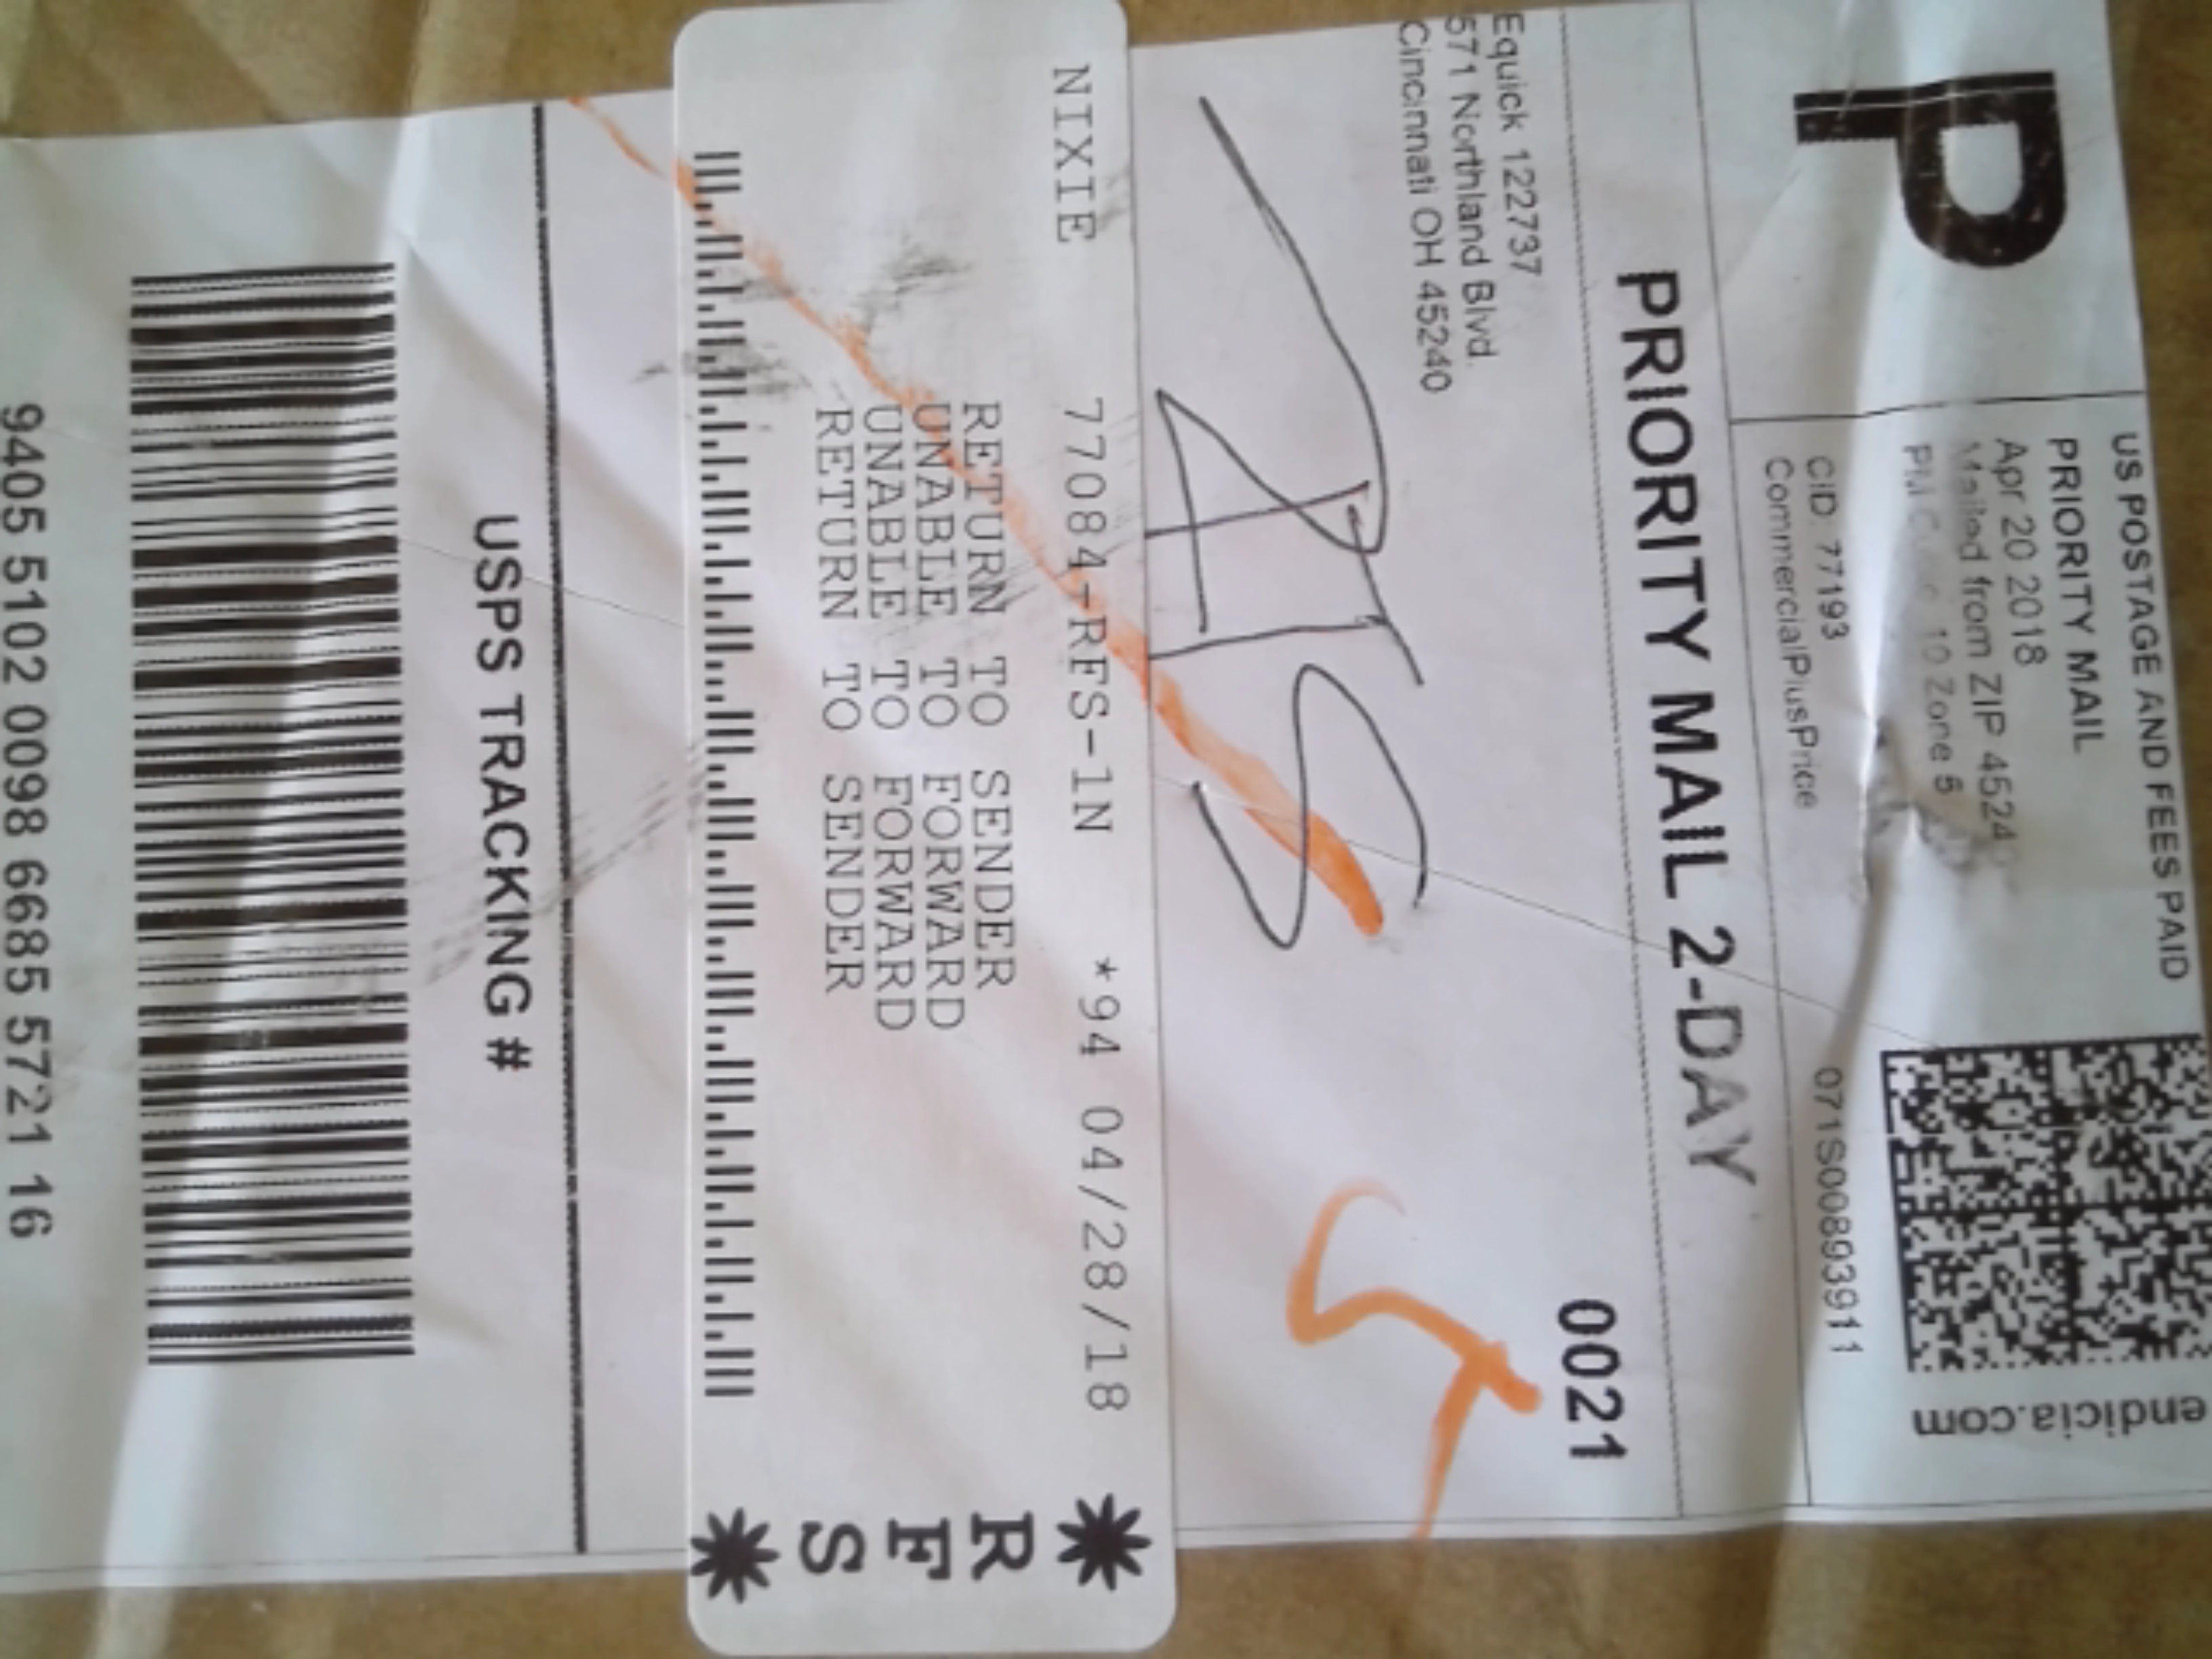 P
US POSTAGE AND FEES PAID
PRIORITY MAIL
Apr 20 2018
Mailed from ZIP 4524
10 Zone 5
CID: 77193
CommercialPlusPrice
endicia.com
071S008939911
PRIORITY MAIL 2-DAY
Equick 122737
571 Northland Blvd.
Cincinnati OH 45240
0021
NIXIE 77084-RFS-1N *94 04/28/18
RETURN TO SENDER
UNABLE TO FORWARD
UNABLE TO FORWARD
RETURN TO SENDER
R
F
S
USPS TRACKING #
9405 5102 0098 6685 5721 16